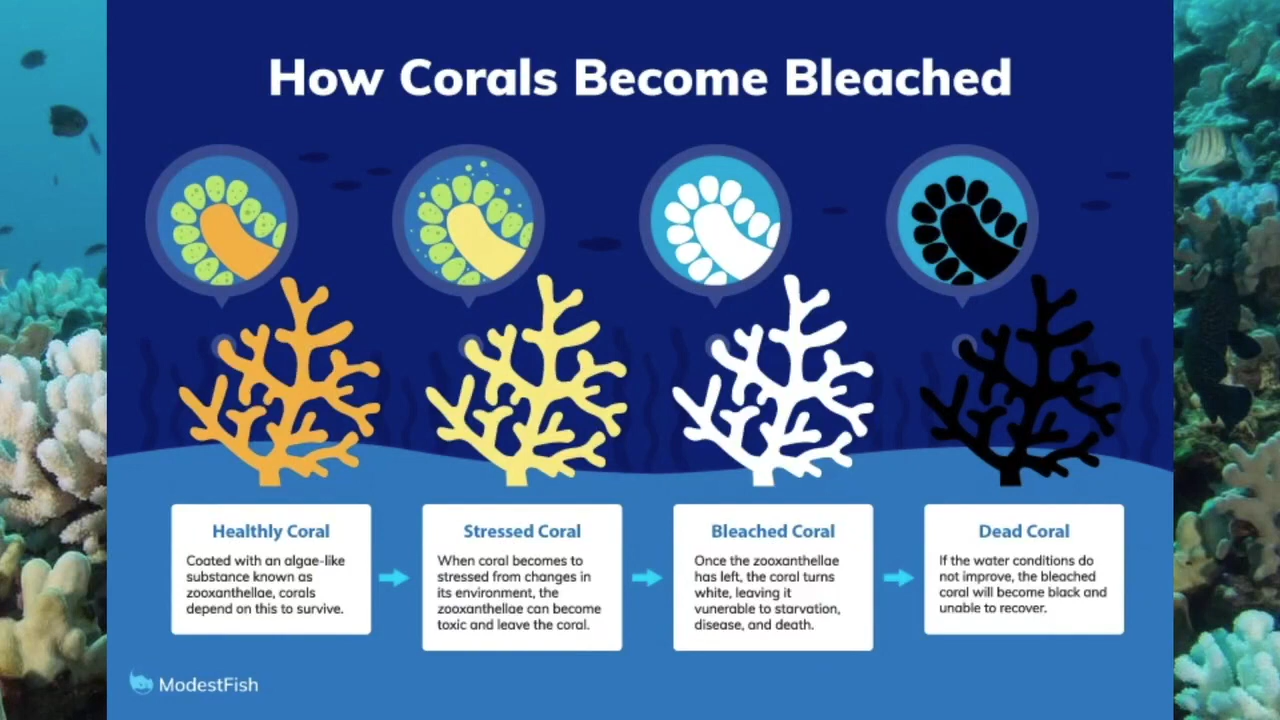 How Corals Become Bleached
Healthly Coral
Coated with an algae-like
substance known as
zooxanthellae, corals
depend on this to survive.
Stressed Coral
When coral becomes to
stressed from changes in
its environment, the
zooxanthellae can become
toxic and leave the coral.
Bleached Coral
Once the zooxanthellae
has left, the coral turns
white, leaving it
vunerable to starvation,
disease, and death.
Dead Coral
If the water conditions do
not improve, the bleached
coral will become black and
unable to recover.
ModestFish